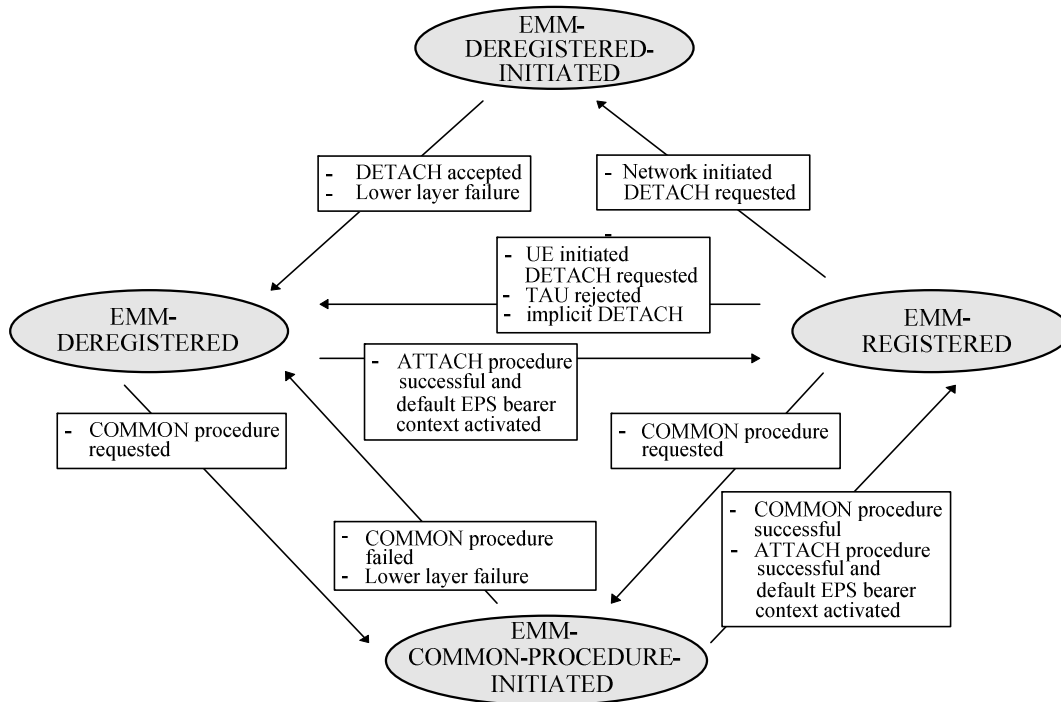 EMM-
DEREGISTERED-
INITIATED
- DETACH accepted
- Lower layer failure
- Network initiated
DETACH requested
-
- UE initiated
DETACH requested
- TAU rejected
- implicit DETACH
EMM-
DEREGISTERED
EMM-
REGISTERED
- ATTACH procedure
successful and
default EPS bearer
context activated
- COMMON procedure
requested
- COMMON procedure
requested
- COMMON procedure
failed
- Lower layer failure
- COMMON procedure
successful
- ATTACH procedure
successful and
default EPS bearer
context activated
EMM-
COMMON-PROCEDURE-
INITIATED